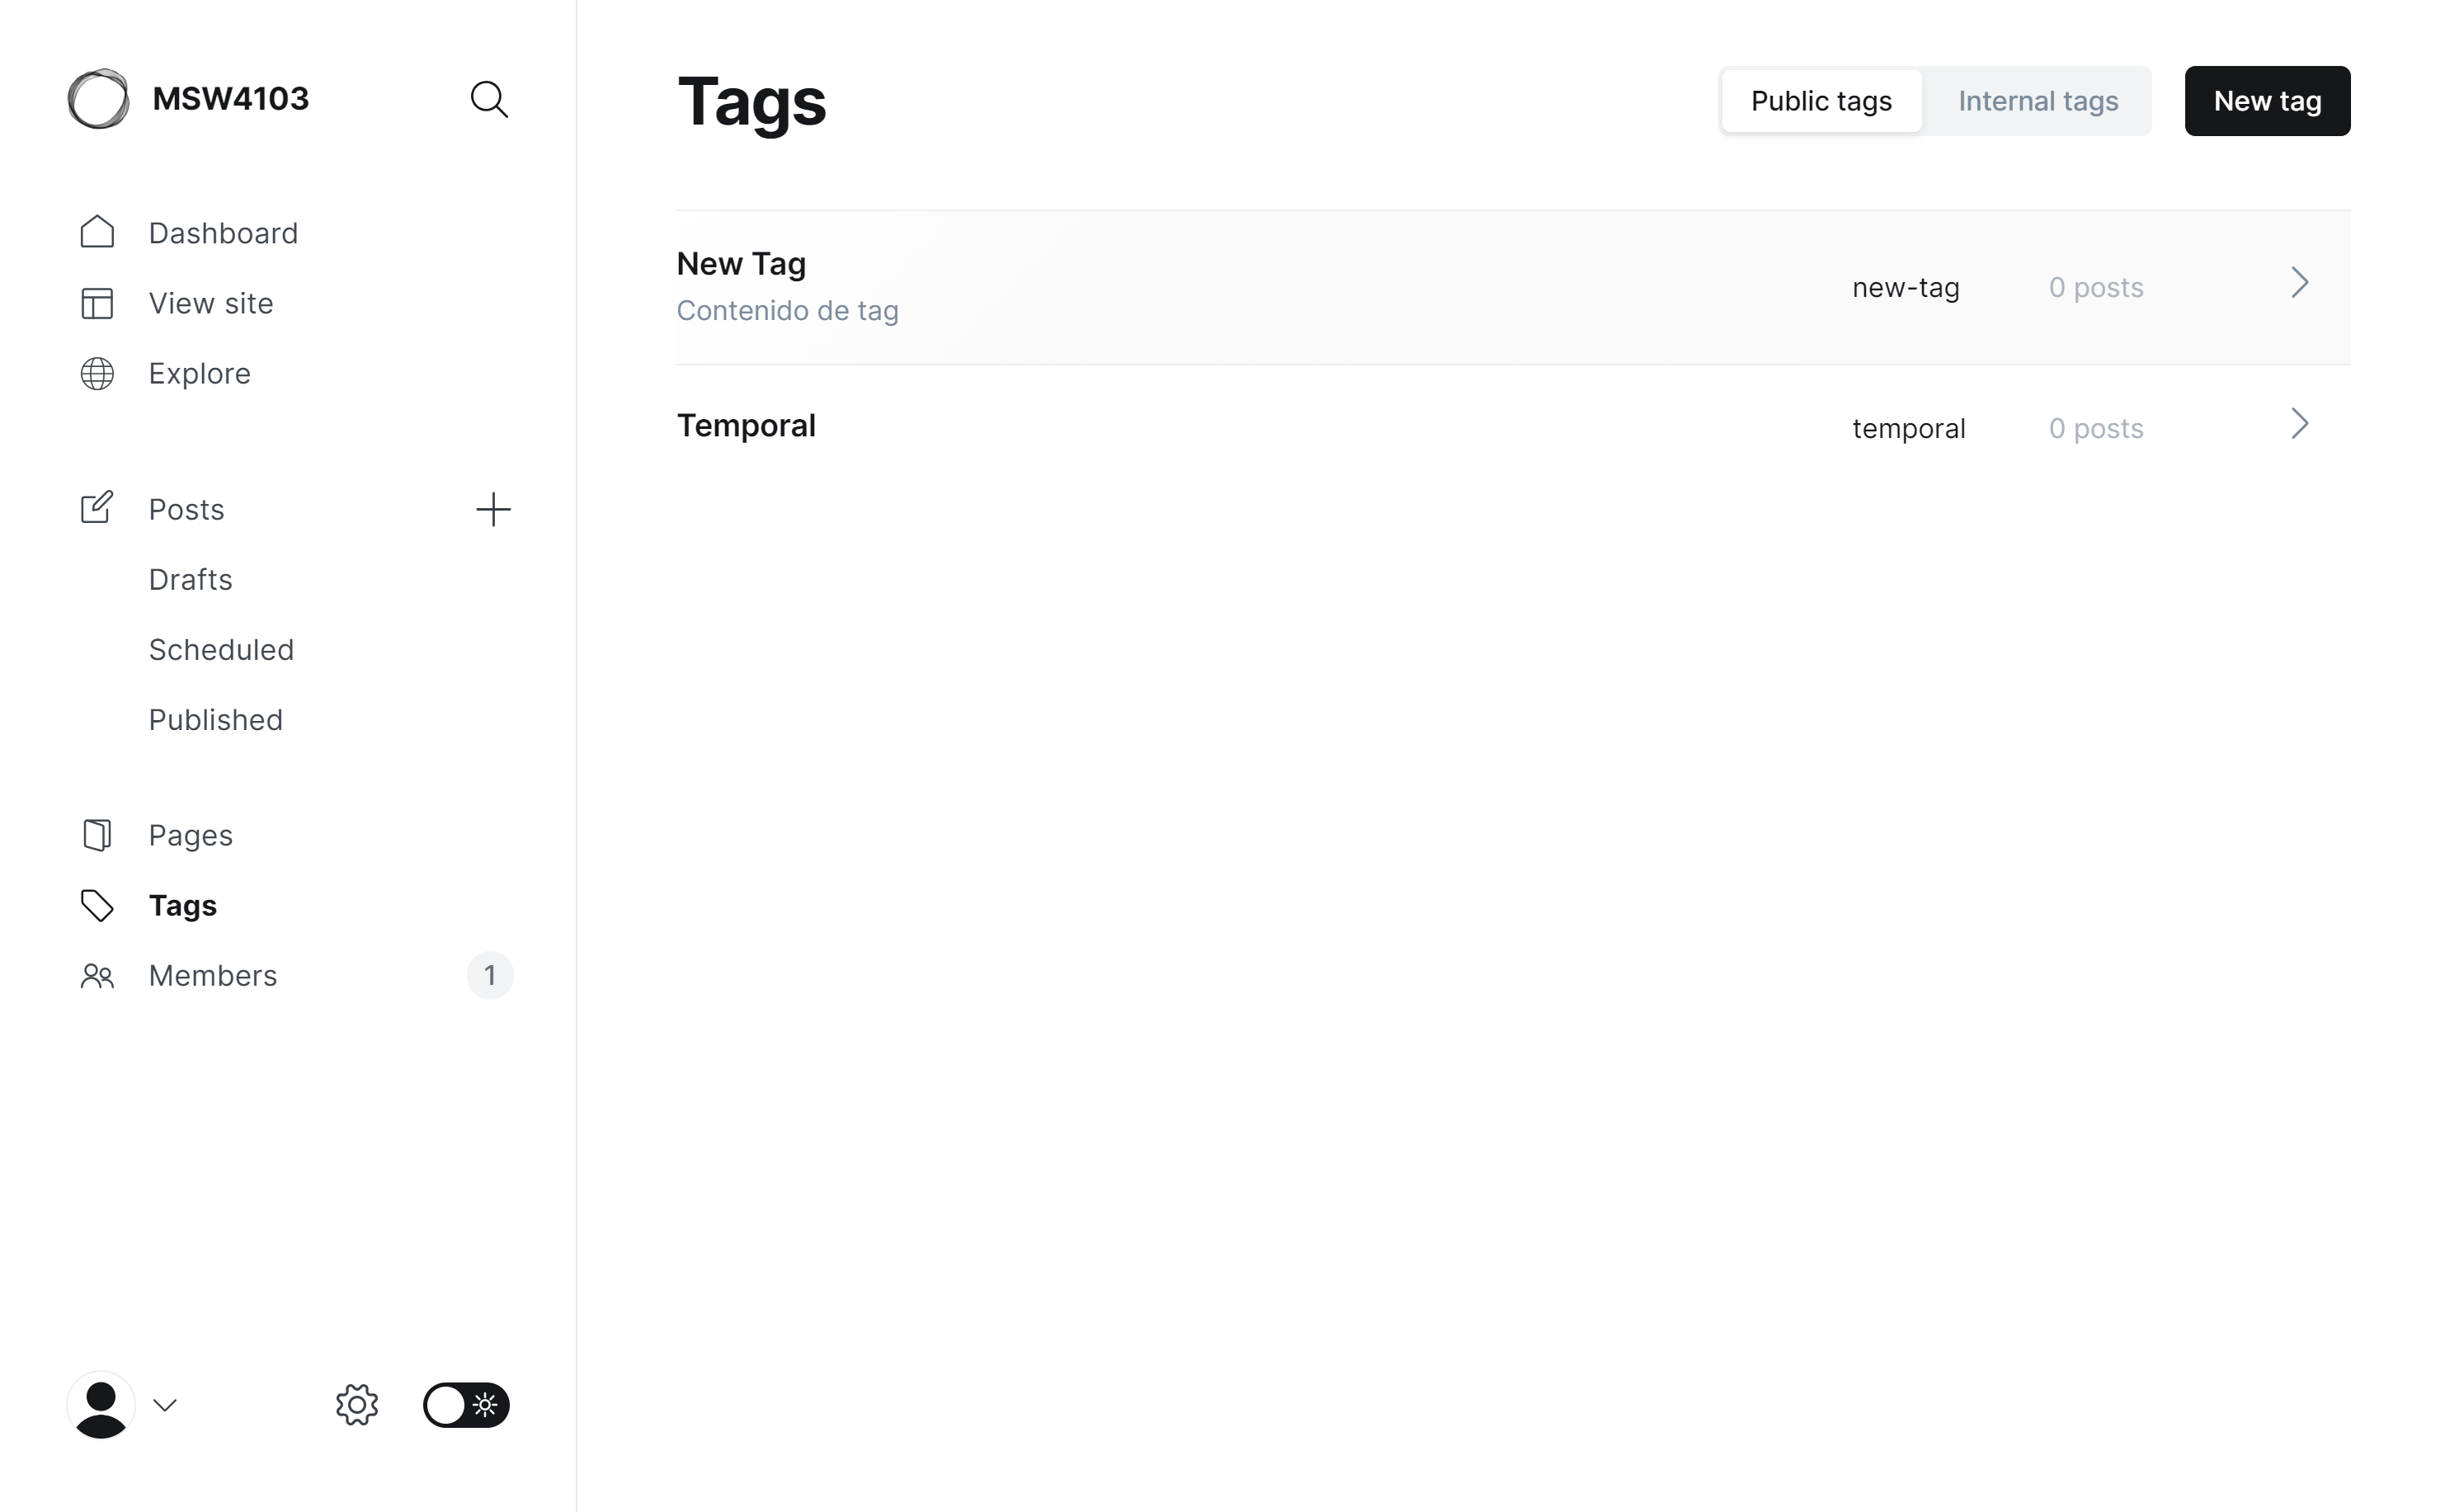 MSW4103
Dashboard
View site
Explore
Posts
Drafts
Scheduled
Published
Pages
Tags
Members 1
Tags
Public tags Internal tags New tag
New Tag
Contenido de tag
new-tag 0 posts
Temporal temporal 0 posts